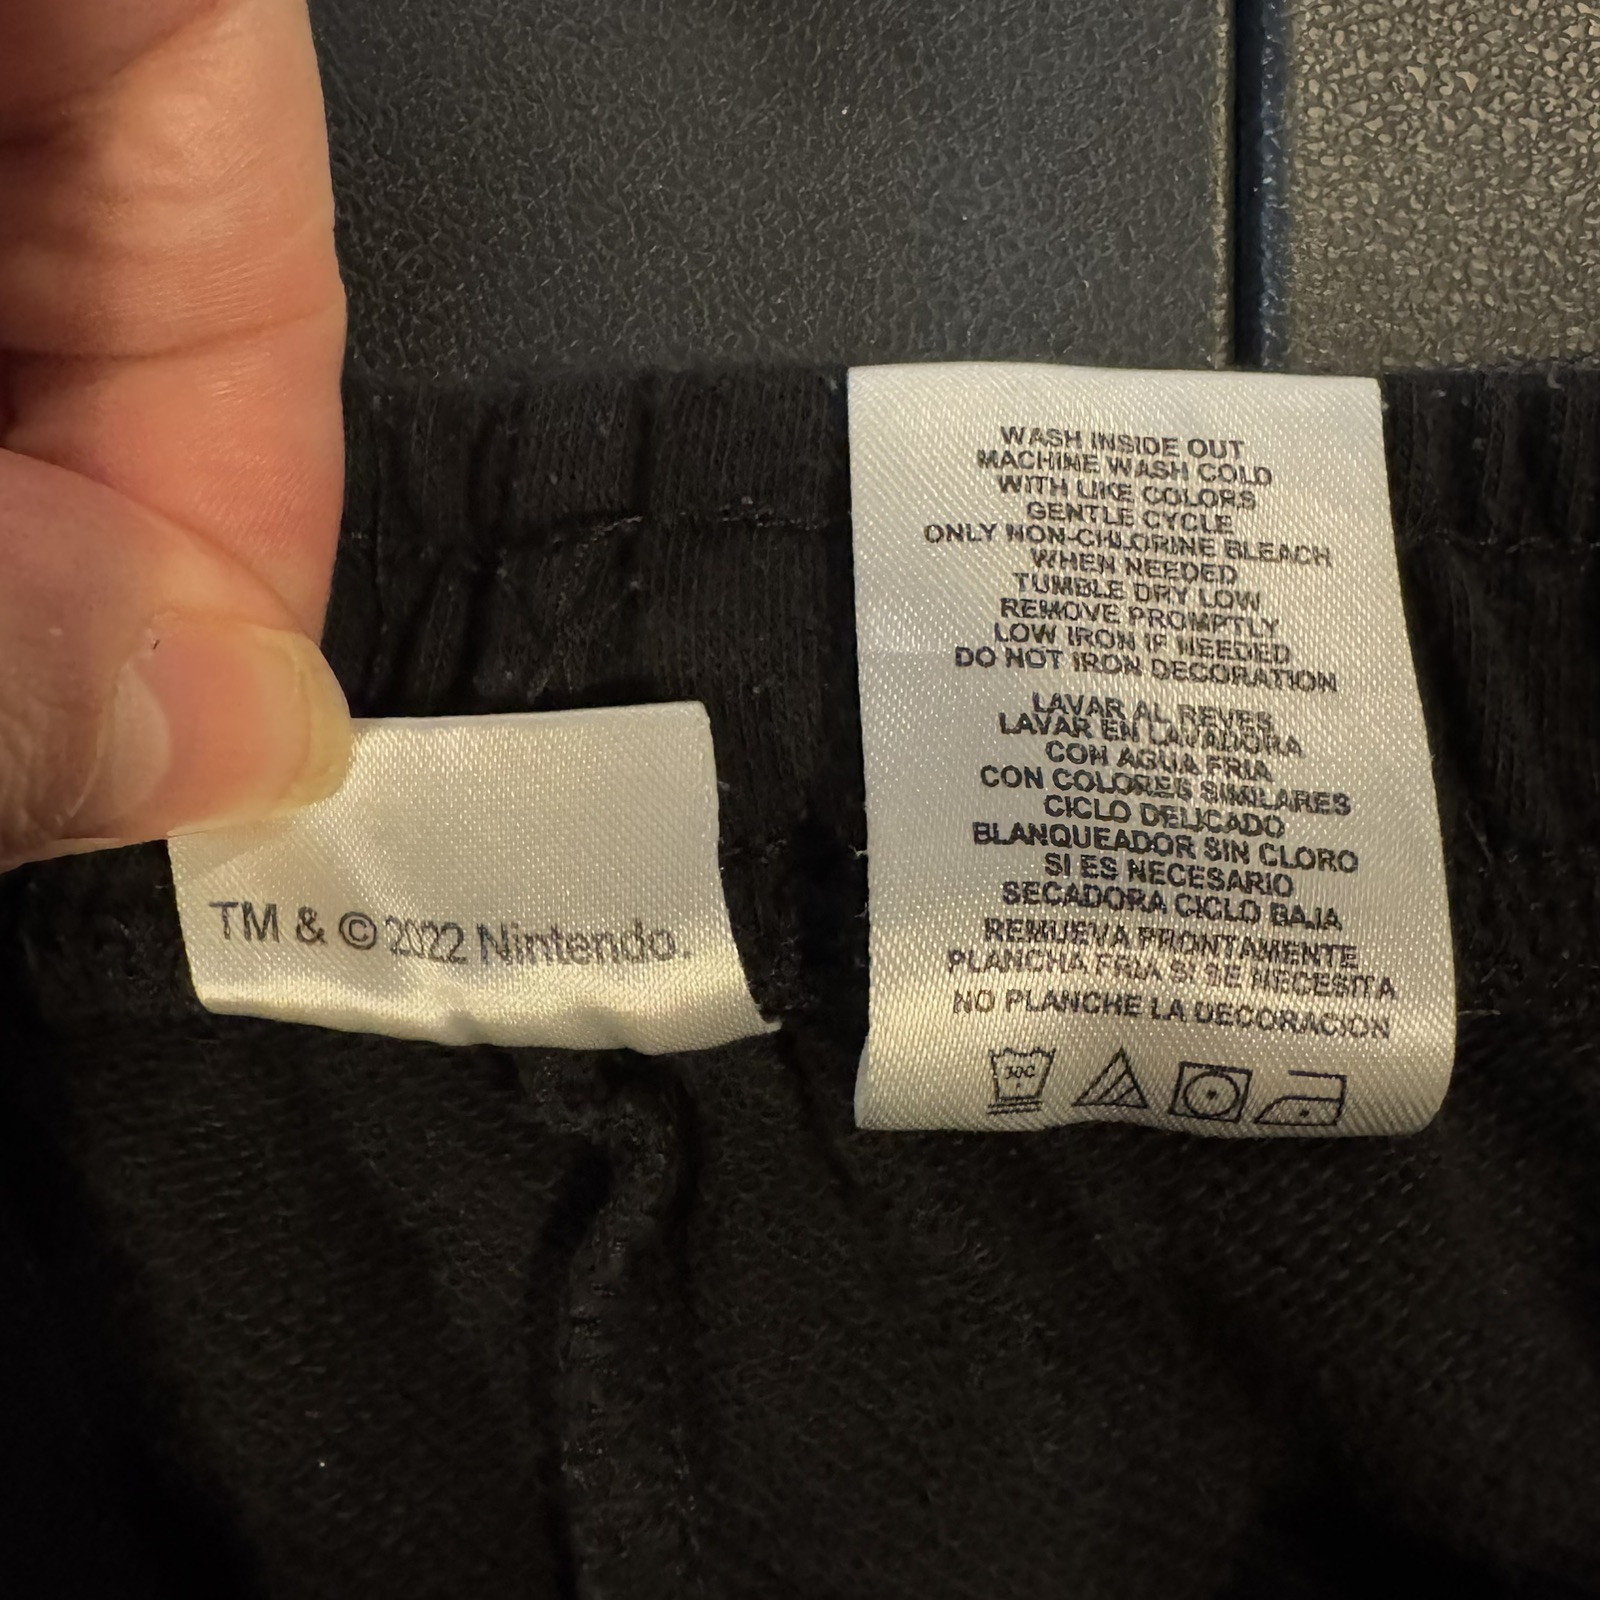 TM & © 2022 Nintendo.
WASH INSIDE OUT
MACHINE WASH COLD
WITH LIKE COLORS
GENTLE CYCLE
ONLY NON-CHLORINE BLEACH
WHEN NEEDED
TUMBLE DRY LOW
REMOVE PROMPTLY
LOW IRON IF NEEDED
DO NOT IRON DECORATION
LAVAR AL REVES
LAVAR EN LAVADORA
CON AGUA FRIA
CON COLORES SIMILARES
CICLO DELICADO
BLANQUEADOR SIN CLORO
SI ES NECESARIO
SECADORA CICLO BAJA
REMUEVA PRONTAMENTE
PLANCHA FRIA SI SE NECESITA
NO PLANCHE LA DECORACION
30C